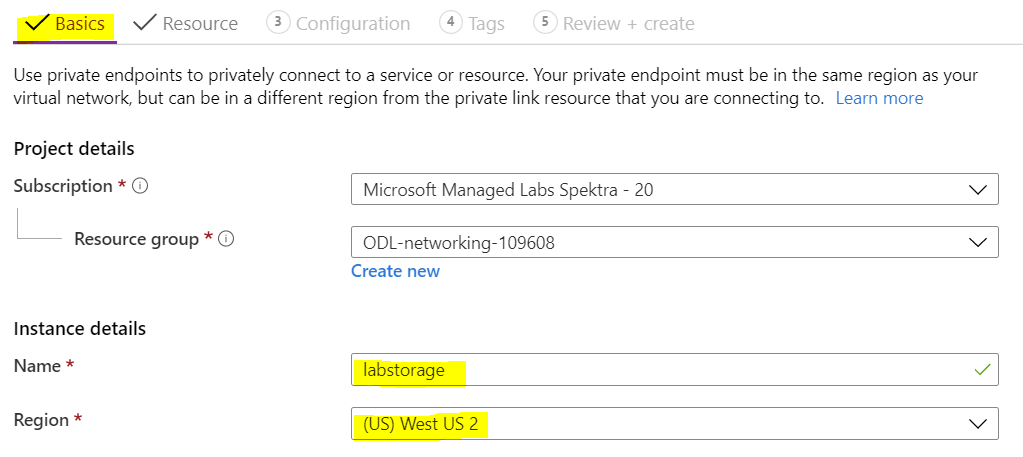 Basics Resource 3 Configuration 4 Tags 5 Review + create
Use private endpoints to privately connect to a service or resource. Your private endpoint must be in the same region as your
virtual network, but can be in a different region from the private link resource that you are connecting to. Learn more
Project details
Subscription * Microsoft Managed Labs Spektra - 20
Resource group * ODL-networking-109608
Create new
Instance details
Name * labstorage
Region * (US) West US 2